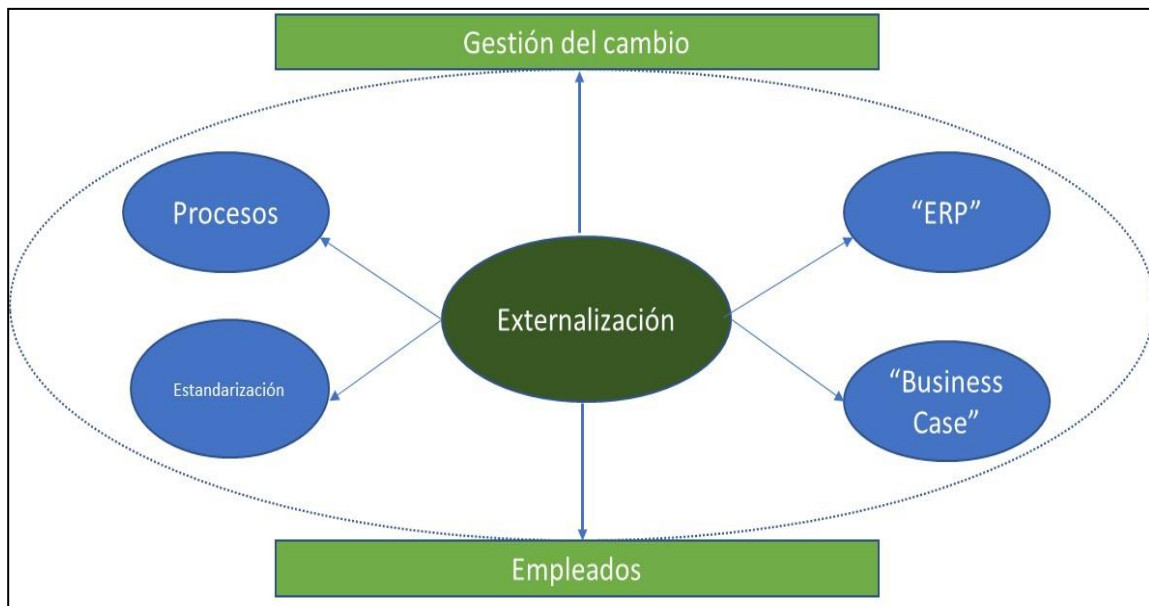 Gestión del cambio
Procesos
“ERP”
Externalización
Estandarización
“Business
Case”
Empleados